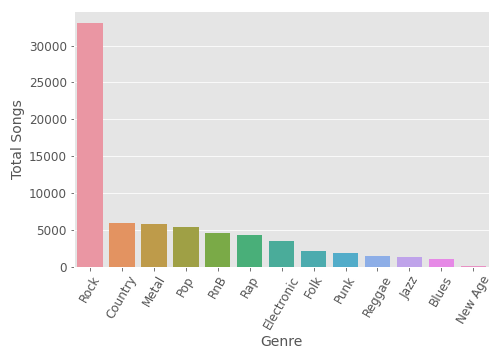 30000
25000
20000
15000
10000
5000
0
Total Songs
Rock
Country
Metal
Pop
RnB
Rap
Electronic
Folk
Punk
Reggae
Jazz
Blues
New Age
Genre